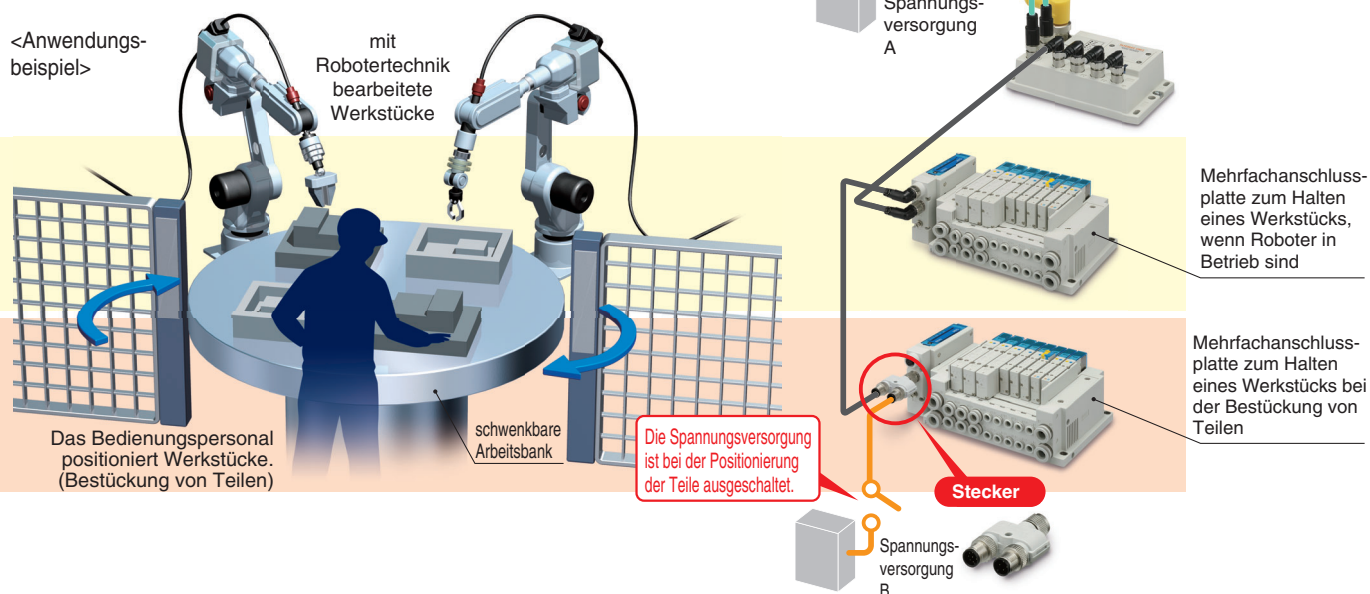 <Anwendungs-
beispiel>
mit
Robotertechnik
bearbeitete
Werkstücke
Spannungs-
versorgung
A
Mehrfachanschluss-
platte zum Halten
eines Werkstücks,
wenn Roboter in
Betrieb sind
Mehrfachanschluss-
platte zum Halten
eines Werkstücks bei
der Bestückung von
Teilen
Das Bedienungspersonal
positioniert Werkstücke.
(Bestückung von Teilen)
schwenkbare
Arbeitsbank
Die Spannungsversorgung
ist bei der Positionierung
der Teile ausgeschaltet.
Stecker
Spannungs-
versorgung
B